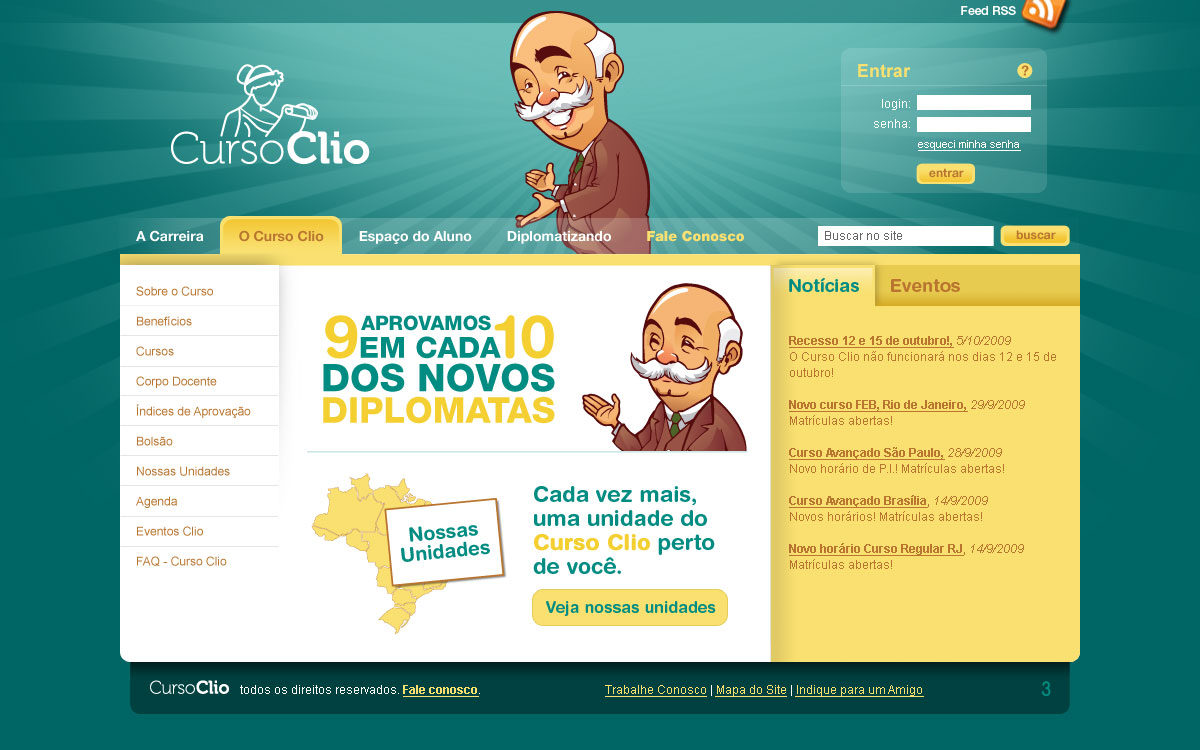 Feed RSS
CursoClio
Entrar
?
login:
senha:
esqueci minha senha
entrar
A Carreira
O Curso Clio
Espaço do Aluno
Diplomatizando
Fale Conosco
Buscar no site
buscar
Sobre o Curso
Benefícios
Cursos
Corpo Docente
Índices de Aprovação
Bolsão
Nossas Unidades
Agenda
Eventos Clio
FAQ - Curso Clio
9 APROVAMOS 10
EM CADA
DOS NOVOS
DIPLOMATAS
Nossas
Unidades
Cada vez mais,
uma unidade do
Curso Clio perto
de você.
Veja nossas unidades
Notícias
Eventos
Recesso 12 e 15 de outubro!, 5/10/2009
O Curso Clio não funcionará nos dias 12 e 15 de
outubro!
Novo curso FEB, Rio de Janeiro, 29/9/2009
Matrículas abertas!
Curso Avançado São Paulo, 28/9/2009
Novo horário de P.I.! Matrículas abertas!
Curso Avançado Brasília, 14/9/2009
Novos horários! Matrículas abertas!
Novo horário Curso Regular RJ, 14/9/2009
Matrículas abertas!
CursoClio todos os direitos reservados. Fale conosco.
Trabalhe Conosco | Mapa do Site | Indique para um Amigo
3